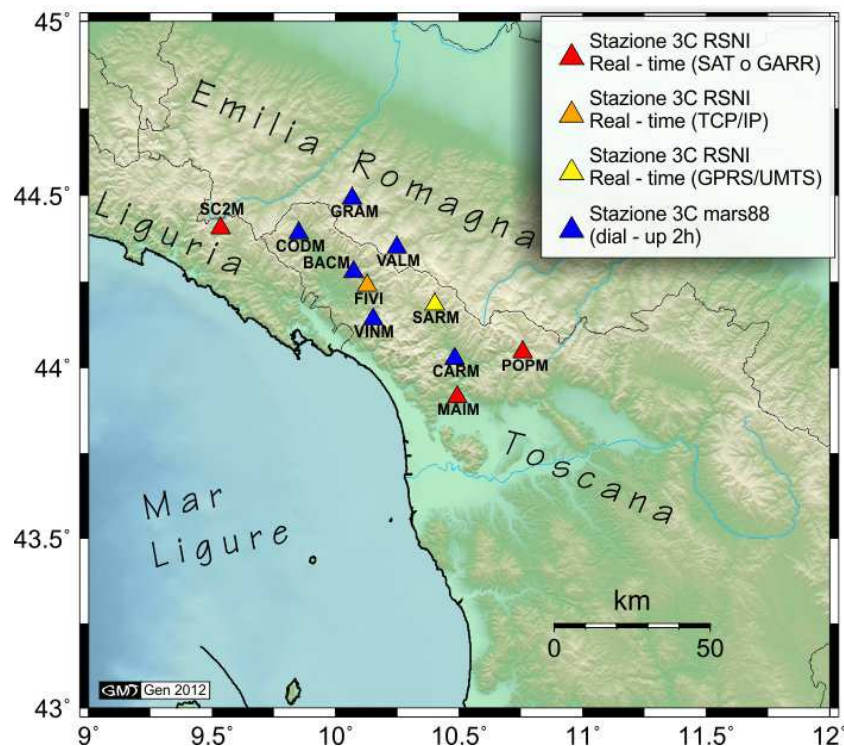 45°
44.5°
44°
43.5°
43°
9°
9.5°
10°
10.5°
11°
11.5°
12°
Stazione 3C RSNI
Real - time (SAT o GARR)
Stazione 3C RSNI
Real - time (TCP/IP)
Stazione 3C RSNI
Real - time (GPRS/UMTS)
Stazione 3C mars88
(dial - up 2h)
Emilia Romagna
Liguria
SC2M
GRAM
CODM
VALM
BACM
FIVI
VINM
SARM
CARM
POPM
MAIM
Toscana
Mar
Ligure
km
0 50
GMT Gen 2012